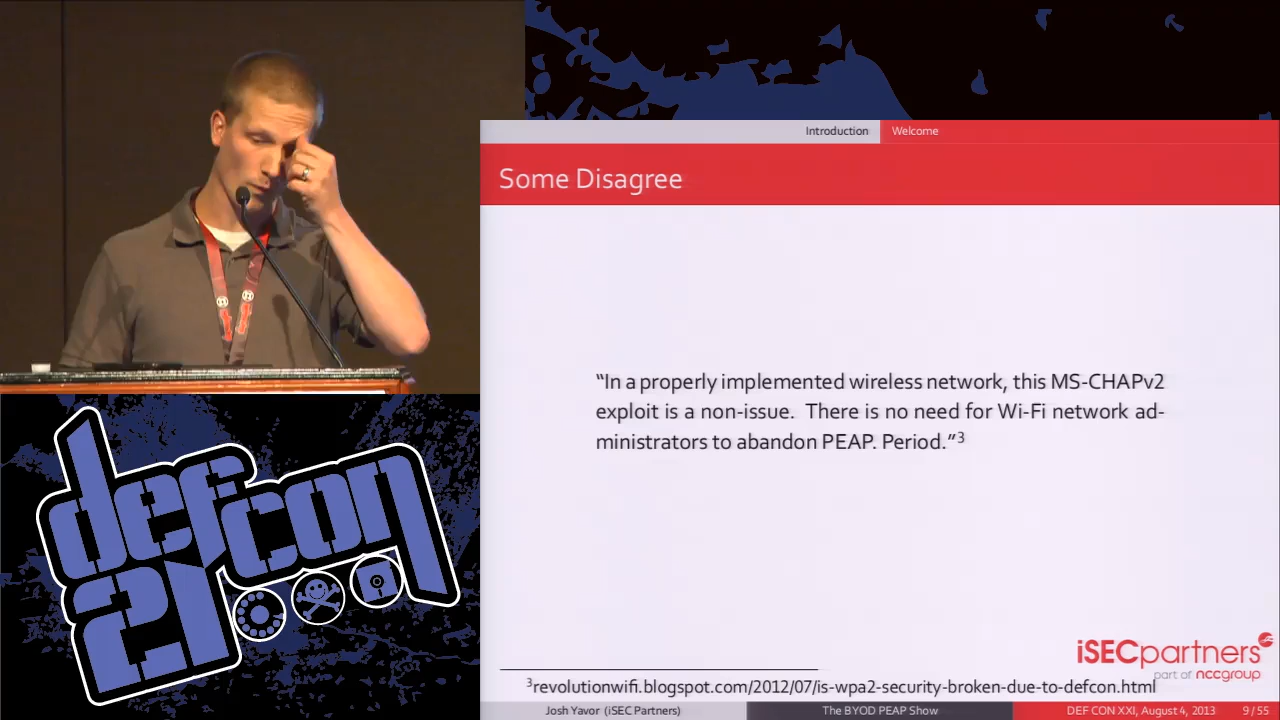 Introduction Welcome
Some Disagree
“In a properly implemented wireless network, this MS-CHAPv2
exploit is a non-issue. There is no need for Wi-Fi network ad-
ministrators to abandon PEAP. Period.”3
iSECpartners
part of nccgroup
3revolutionwifi.blogspot.com/2012/07/is-wpa2-security-broken-due-to-defcon.html
Josh Yavor (iSEC Partners) The BYOD PEAP Show DEF CON XXI, August 4, 2013 9 / 55
defcon
21